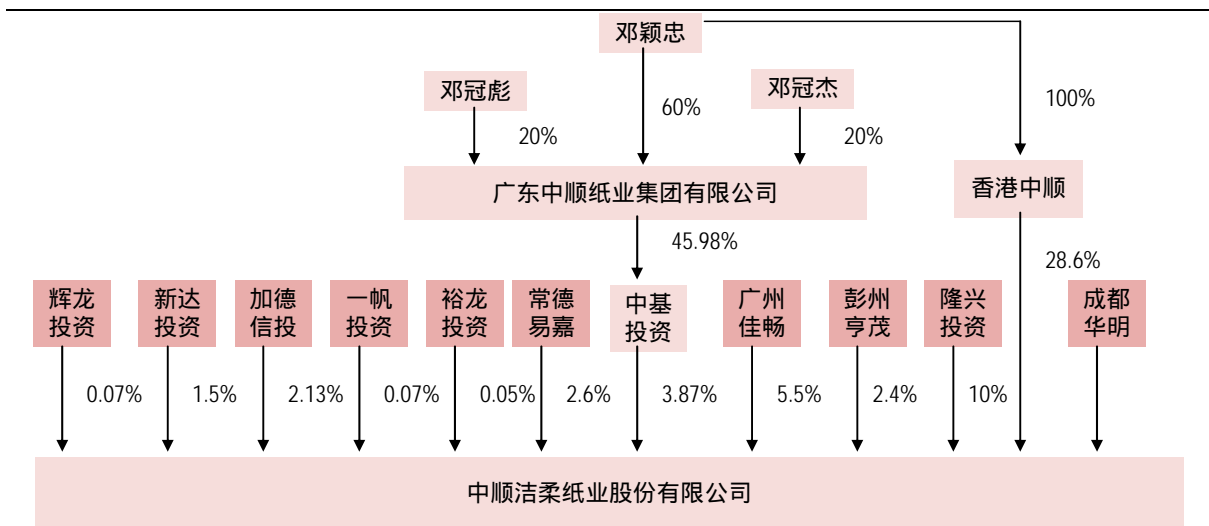 邓颖忠
邓冠彪
邓冠杰
100%
60%
20%
20%
广东中顺纸业集团有限公司
香港中顺
45.98%
28.6%
辉龙
投资
新达
投资
加德
信投
一帆
投资
裕龙
投资
常德
易嘉
中基
投资
广州
佳畅
彭州
亨茂
隆兴
投资
成都
华明
0.07%
1.5%
2.13%
0.07%
0.05%
2.6%
3.87%
5.5%
2.4%
10%
中顺洁柔纸业股份有限公司